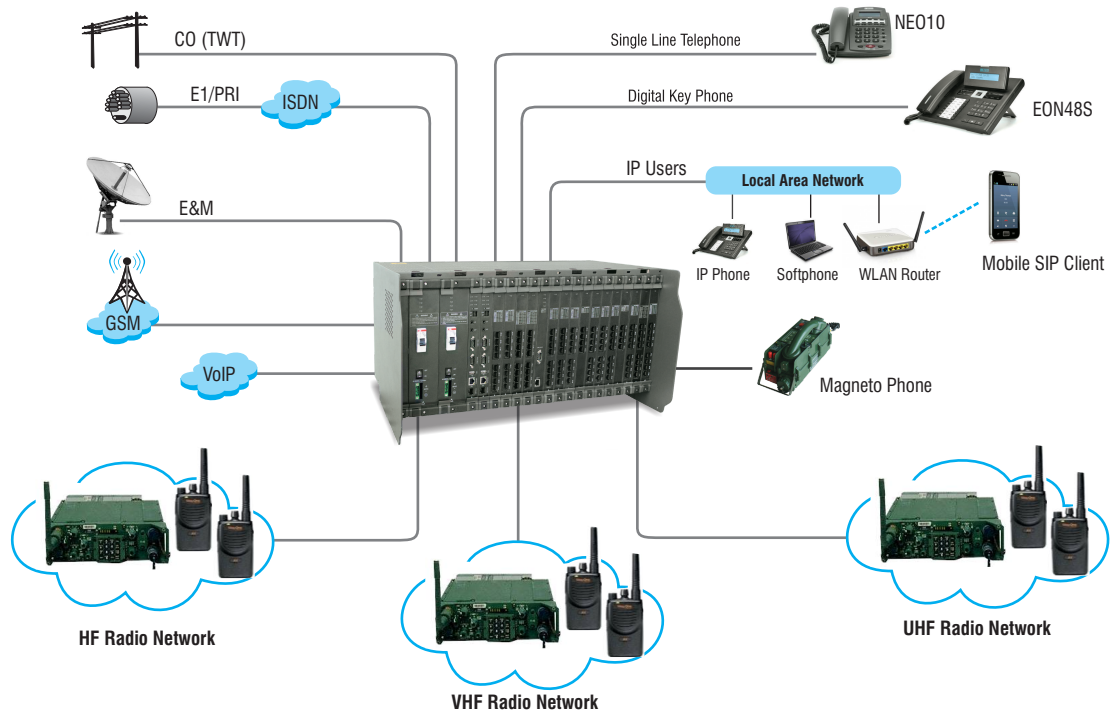 CO (TWT)
Single Line Telephone
NEO10
E1/PRI
ISDN
Digital Key Phone
EON48S
IP Users
Local Area Network
E&M
IP Phone
Softphone
WLAN Router
Mobile SIP Client
GSM
VoIP
Magneto Phone
HF Radio Network
VHF Radio Network
UHF Radio Network